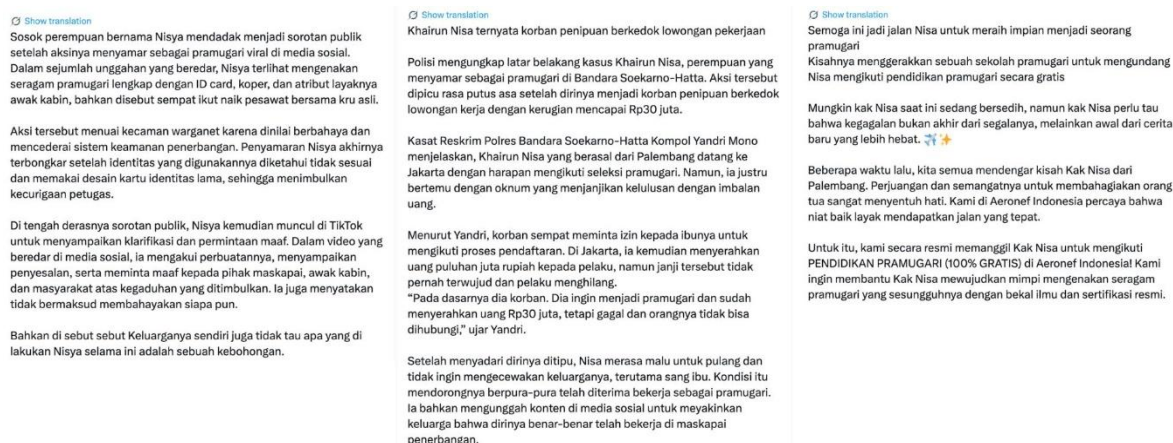 Show translation
Sosok perempuan bernama Nisya mendadak menjadi sorotan publik
setelah aksinya menyamar sebagai pramugari viral di media sosial.
Dalam sejumlah unggahan yang beredar, Nisya terlihat mengenakan
seragam pramugari lengkap dengan ID card, koper, dan atribut layaknya
awak kabin, bahkan disebut sempat ikut naik pesawat bersama kru asli.
Aksi tersebut menuai kecaman warganet karena dinilai berbahaya dan
mencederai sistem keamanan penerbangan. Penyamaran Nisya akhirnya
terbongkar setelah identitas yang digunakannya diketahui tidak sesuai
dan memakai desain kartu identitas lama, sehingga menimbulkan
kecurigaan petugas.
Di tengah derasnya sorotan publik, Nisya kemudian muncul di TikTok
untuk menyampaikan klarifikasi dan permintaan maaf. Dalam video yang
beredar di media sosial, ia mengakui perbuatannya, menyampaikan
penyesalan, serta meminta maaf kepada pihak maskapai, awak kabin,
dan masyarakat atas kegaduhan yang ditimbulkan. Ia juga menyatakan
tidak bermaksud membahayakan siapa pun.
Bahkan di sebut sebut Keluarganya sendiri juga tidak tau apa yang di
lakukan Nisya selama ini adalah sebuah kebohongan.
Show translation
Khairun Nisa ternyata korban penipuan berkedok lowongan pekerjaan
Polisi mengungkap latar belakang kasus Khairun Nisa, perempuan yang
menyamar sebagai pramugari di Bandara Soekarno-Hatta. Aksi tersebut
dipicu rasa putus asa setelah dirinya menjadi korban penipuan berkedok
lowongan kerja dengan kerugian mencapai Rp30 juta.
Kasat Reskrim Polres Bandara Soekarno-Hatta Kompol Yandri Mono
menjelaskan, Khairun Nisa yang berasal dari Palembang datang ke
Jakarta dengan harapan mengikuti seleksi pramugari. Namun, ia justru
bertemu dengan oknum yang menjanjikan kelulusan dengan imbalan
uang.
Menurut Yandri, korban sempat meminta izin kepada ibunya untuk
mengikuti proses pendaftaran. Di Jakarta, ia kemudian menyerahkan
uang puluhan juta rupiah kepada pelaku, namun janji tersebut tidak
pernah terwujud dan pelaku menghilang.
“Pada dasarnya dia korban. Dia ingin menjadi pramugari dan sudah
menyerahkan uang Rp30 juta, tetapi gagal dan orangnya tidak bisa
dihubungi,” ujar Yandri.
Setelah menyadari dirinya ditipu, Nisa merasa malu untuk pulang dan
tidak ingin mengecewakan keluarganya, terutama sang ibu. Kondisi itu
mendorongnya berpura-pura telah diterima bekerja sebagai pramugari.
Ia bahkan mengunggah konten di media sosial untuk meyakinkan
keluarga bahwa dirinya benar-benar telah bekerja di maskapai
penerbangan.
Show translation
Semoga ini jadi jalan Nisa untuk meraih impian menjadi seorang
pramugari
Kisahnya menggerakkan sebuah sekolah pramugari untuk mengundang
Nisa mengikuti pendidikan pramugari secara gratis
Mungkin kak Nisa saat ini sedang bersedih, namun kak Nisa perlu tau
bahwa kegagalan bukan akhir dari segalanya, melainkan awal dari cerita
baru yang lebih hebat. ✈️✨
Beberapa waktu lalu, kita semua mendengar kisah Kak Nisa dari
Palembang. Perjuangan dan semangatnya untuk membahagiakan orang
tua sangat menyentuh hati. Kami di Aeronef Indonesia percaya bahwa
niat baik layak mendapatkan jalan yang tepat.
Untuk itu, kami secara resmi memanggil Kak Nisa untuk mengikuti
PENDIDIKAN PRAMUGARI (100% GRATIS) di Aeronef Indonesia! Kami
ingin membantu Kak Nisa mewujudkan mimpi mengenakan seragam
pramugari yang sesungguhnya dengan bekal ilmu dan sertifikasi resmi.